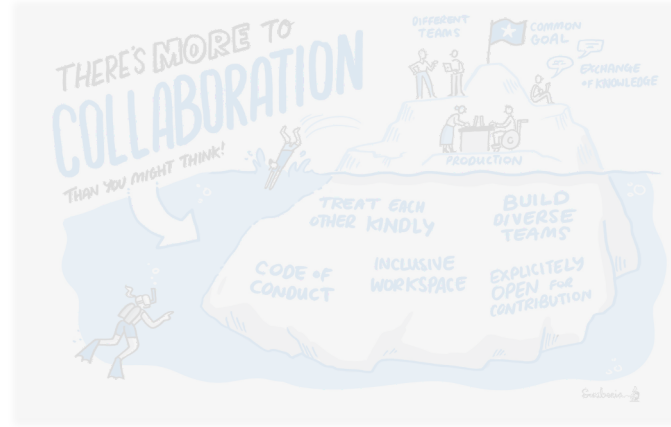 THERE'S MORE TO
COLLABORATION
THAN YOU MIGHT THINK!
DIFFERENT
TEAMS
COMMON
GOAL
EXCHANGE
OF KNOWLEDGE
PRODUCTION
TREAT EACH
OTHER KINDLY
BUILD
DIVERSE
TEAMS
CODE OF
CONDUCT
INCLUSIVE
WORKSPACE
EXPLICITELY
OPEN FOR
CONTRIBUTION